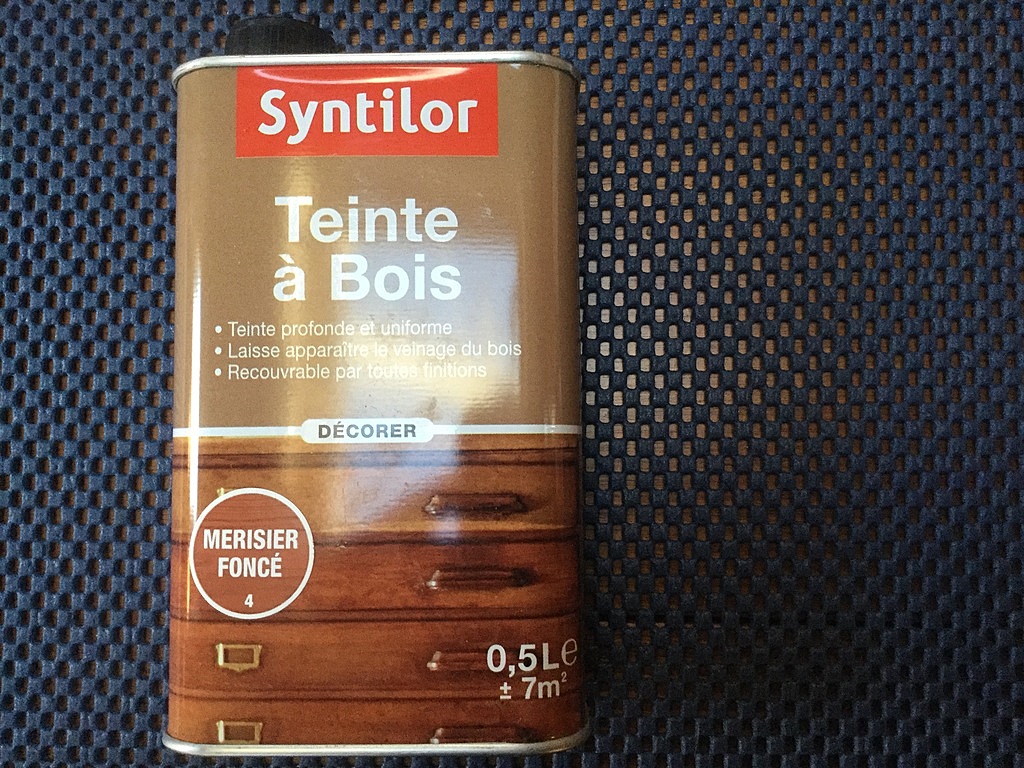 Syntilor
Teinte
à Bois
• Teinte profonde et uniforme
• Laisse apparaître le veinage du bois
• Recouvrable par toutes finitions
DÉCORER
MERISIER
FONCÉ
4
0,5L℮
± 7m²